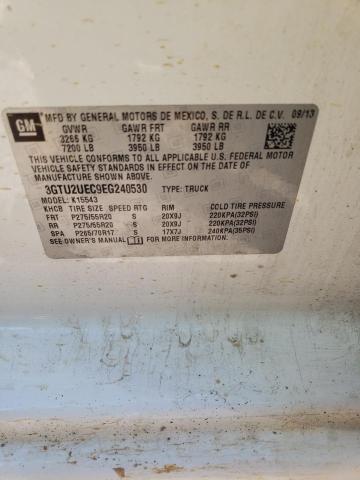 GM MFD BY GENERAL MOTORS DE MEXICO, S. DE R.L. DE C.V. 09/13
GVWR GAWR FRT GAWR RR
3266 KG 1792 KG 1792 KG
7200 LB 3950 LB 3950 LB
THIS VEHICLE CONFORMS TO ALL APPLICABLE U.S. FEDERAL MOTOR
VEHICLE SAFETY STANDARDS IN EFFECT ON THE DATE OF
MANUFACTURE SHOWN ABOVE.
3GTU2UEC9EG240530 TYPE: TRUCK
MODEL: K15543
KHCB TIRE SIZE SPEED RTG RIM COLD TIRE PRESSURE
FRT P275/55R20 S 20X9J 220KPA(32PSI)
RR P275/55R20 S 20X9J 220KPA(32PSI)
SPA P265/70R17 S 17X7J 240KPA(35PSI)
SEE OWNER'S MANUAL FOR ADDITIONAL INFORMATION.